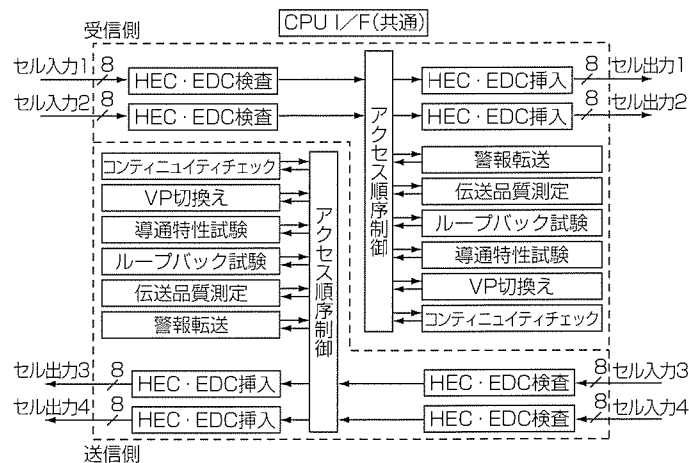 CPU I/F(共通)
受信側
セル入力1
8
HEC・EDC検査
HEC・EDC挿入
8
セル出力1
セル入力2
8
HEC・EDC検査
HEC・EDC挿入
8
セル出力2
アクセス順序制御
警報転送
伝送品質測定
ループバック試験
導通特性試験
VP切換え
コンティニュイティチェック
コンティニュイティチェック
VP切換え
導通特性試験
ループバック試験
伝送品質測定
警報転送
アクセス順序制御
セル出力3
8
HEC・EDC挿入
HEC・EDC検査
8
セル入力3
セル出力4
8
HEC・EDC挿入
HEC・EDC検査
8
セル入力4
送信側